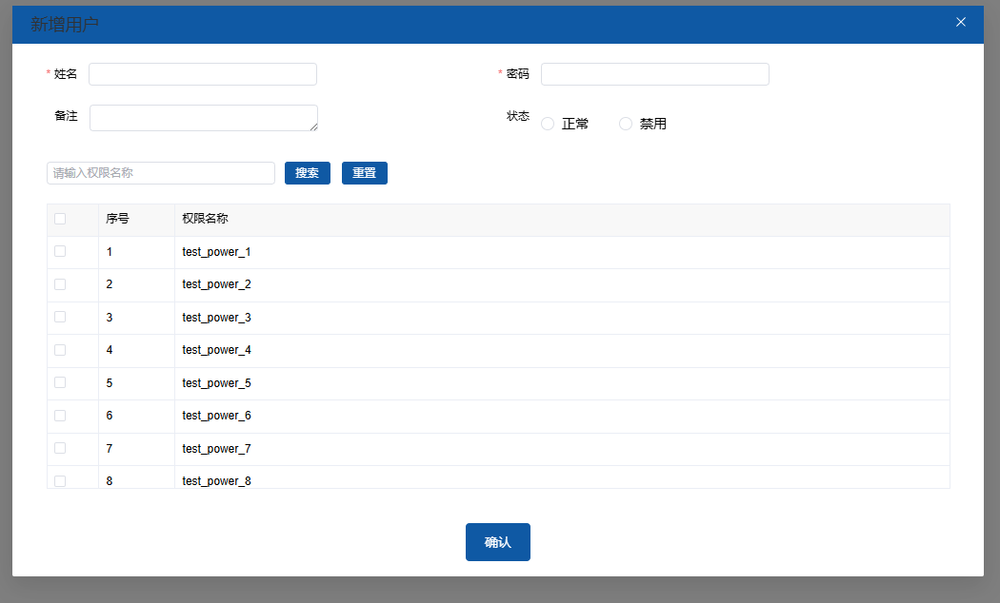 新增用户
* 姓名
* 密码
备注
状态 正常 禁用
请输入权限名称 搜索 重置
序号 权限名称
1 test_power_1
2 test_power_2
3 test_power_3
4 test_power_4
5 test_power_5
6 test_power_6
7 test_power_7
8 test_power_8
确认